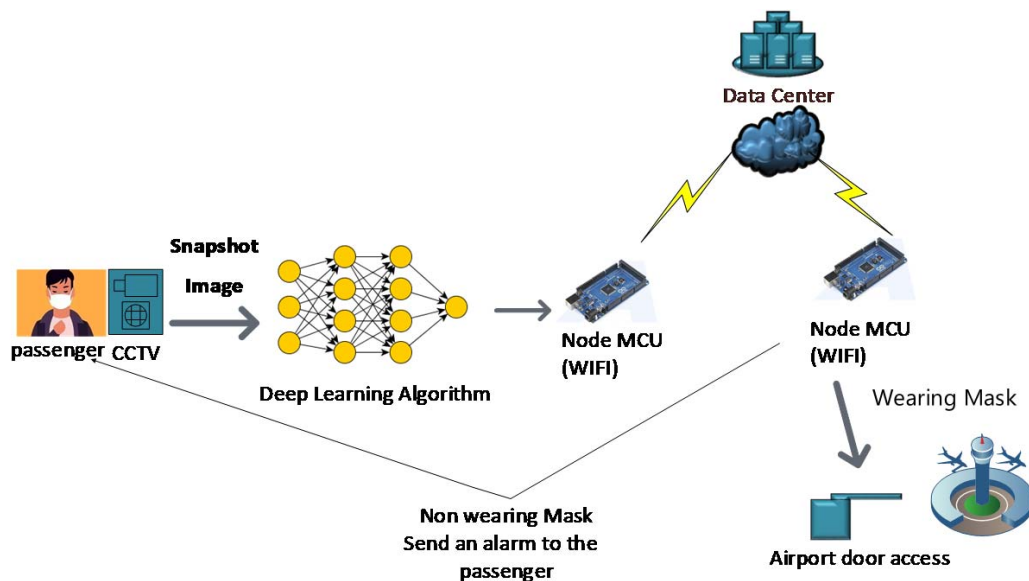 Data Center
Snapshot
Image
passenger
CCTV
Deep Learning Algorithm
Node MCU
(WIFI)
Node MCU
(WIFI)
Wearing Mask
Non wearing Mask
Send an alarm to the
passenger
Airport door access